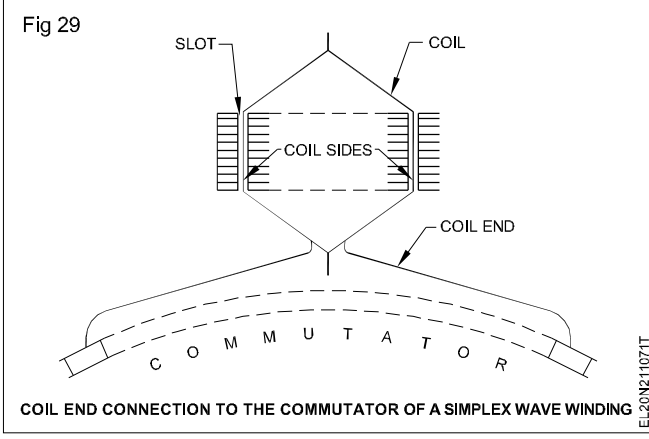 Fig 29
SLOT
COIL
COIL SIDES
COIL END
COMMUTATOR
COIL END CONNECTION TO THE COMMUTATOR OF A SIMPLEX WAVE WINDING
EL20N211071T